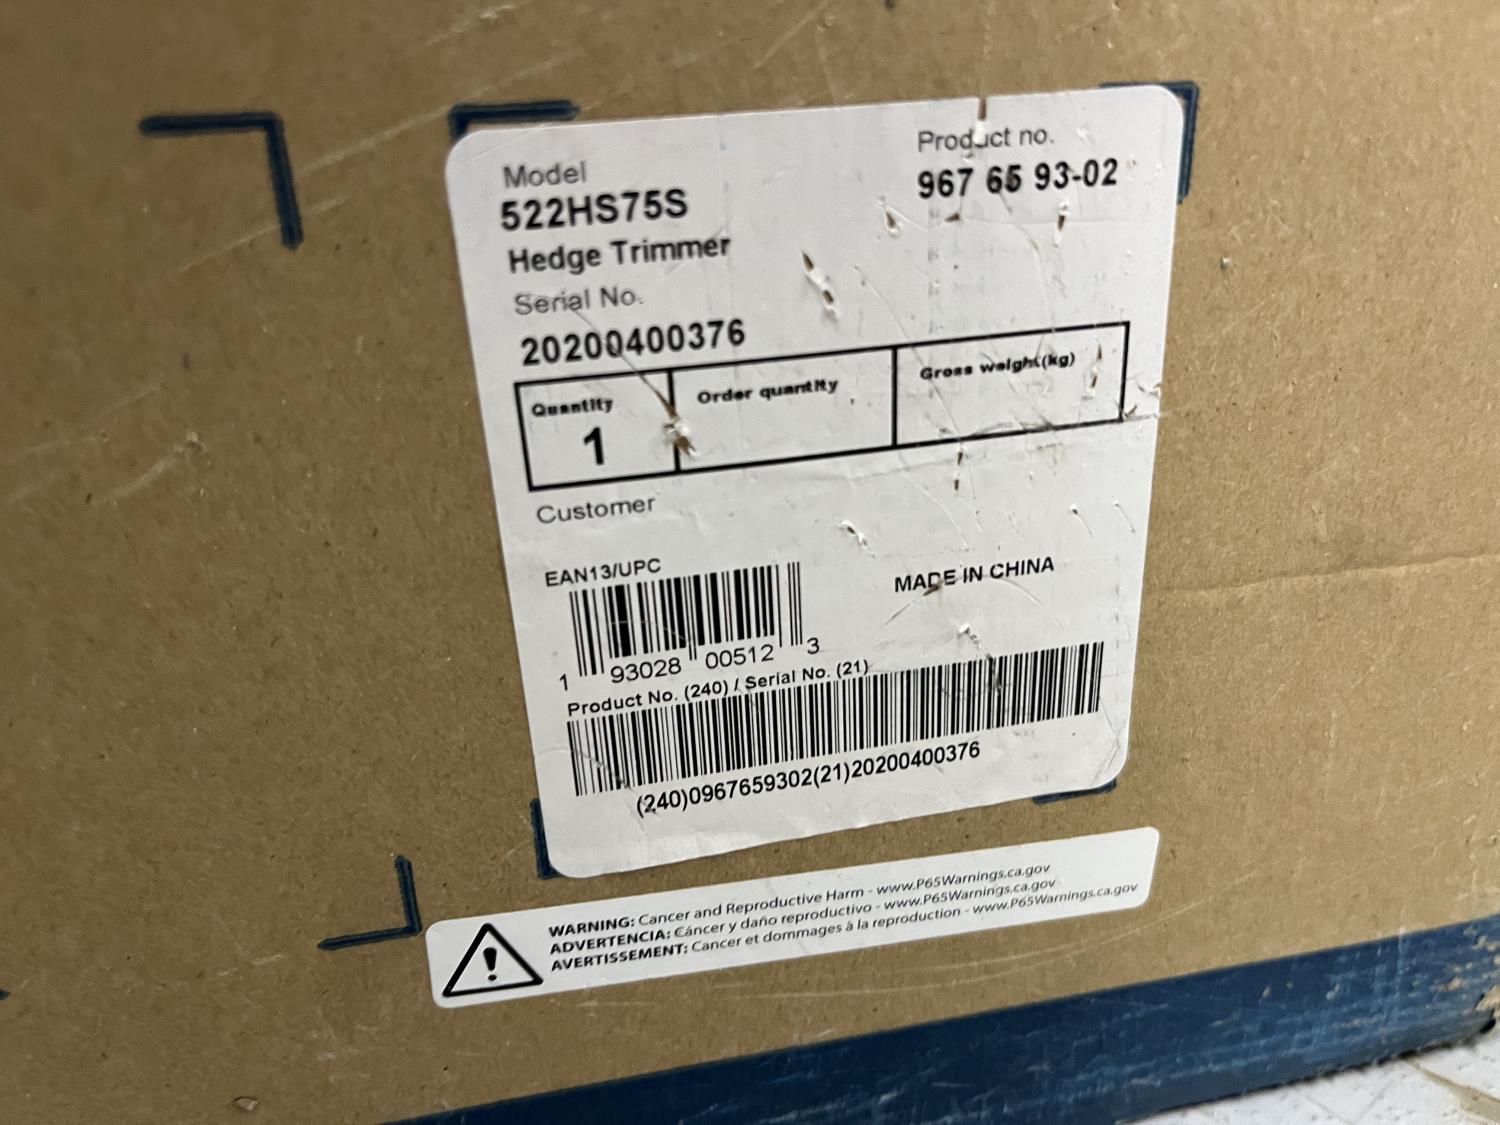 Model
522HS75S
Hedge Trimmer
Product no.
967 65 93-02
Serial No.
20200400376
Quantity
1
Order quantity
Gross weight(kg)
Customer
EAN13/UPC
MADE IN CHINA
1 93028 00512 3
Product No. (240) / Serial No. (21)
(240)0967659302(21)20200400376
WARNING: Cancer and Reproductive Harm - www.P65Warnings.ca.gov
ADVERTENCIA: Cáncer y daño reproductivo - www.P65Warnings.ca.gov
AVERTISSEMENT: Cancer et dommages à la reproduction - www.P65Warnings.ca.gov